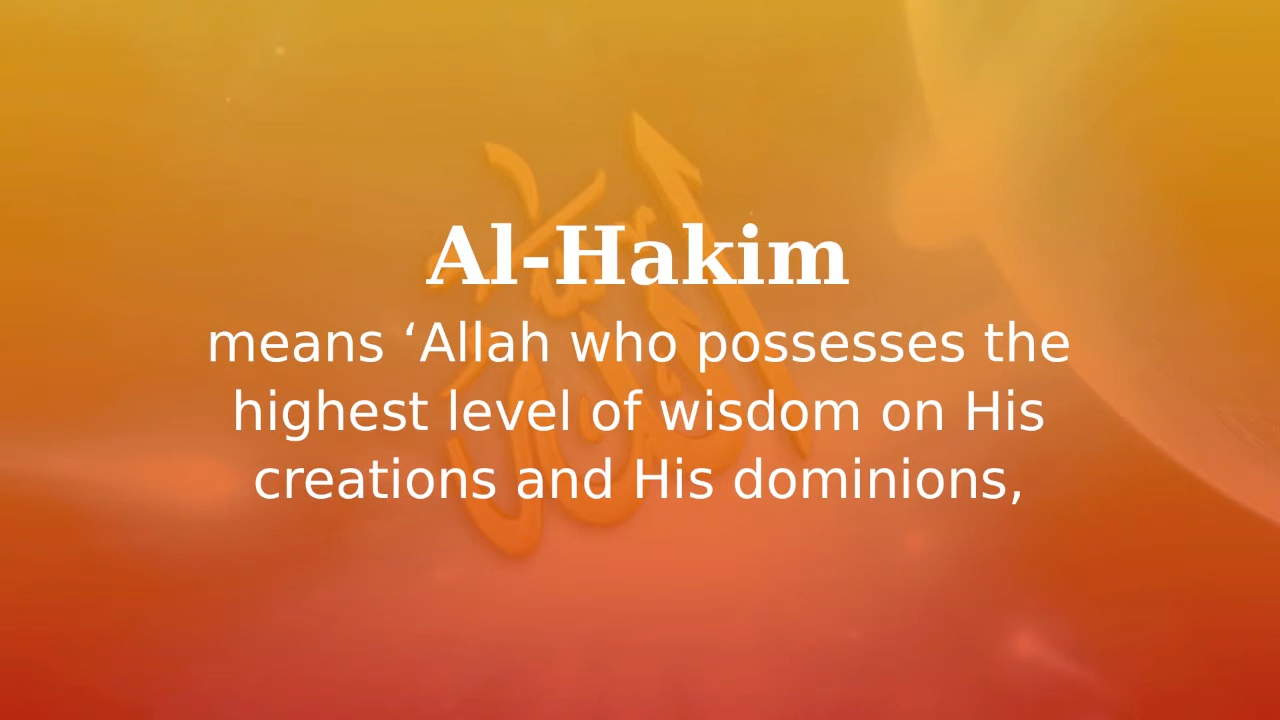 Al-Hakim
means ‘Allah who possesses the
highest level of wisdom on His
creations and His dominions,